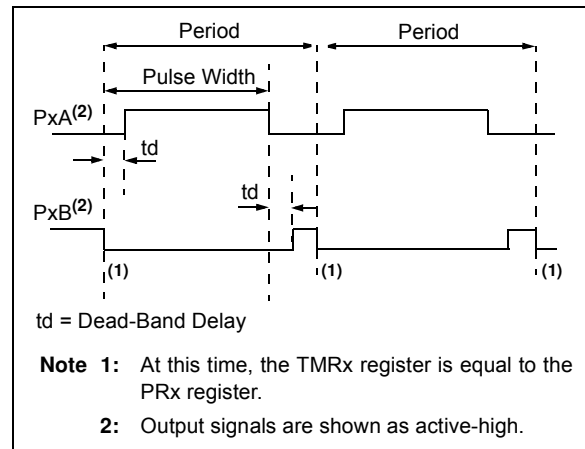 Period Period
Pulse Width
PxA(2)
td
td
PxB(2)
(1) (1) (1)
td = Dead-Band Delay
Note 1: At this time, the TMRx register is equal to the
PRx register.
2: Output signals are shown as active-high.